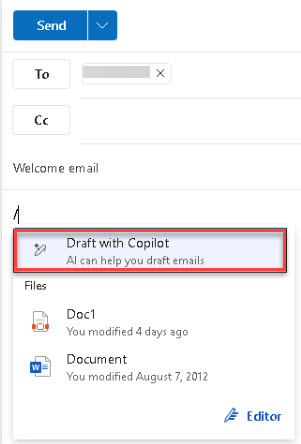 Send
To
Cc
Welcome email
/
Draft with Copilot
AI can help you draft emails
Files
Doc1
You modified 4 days ago
Document
You modified August 7, 2012
Editor